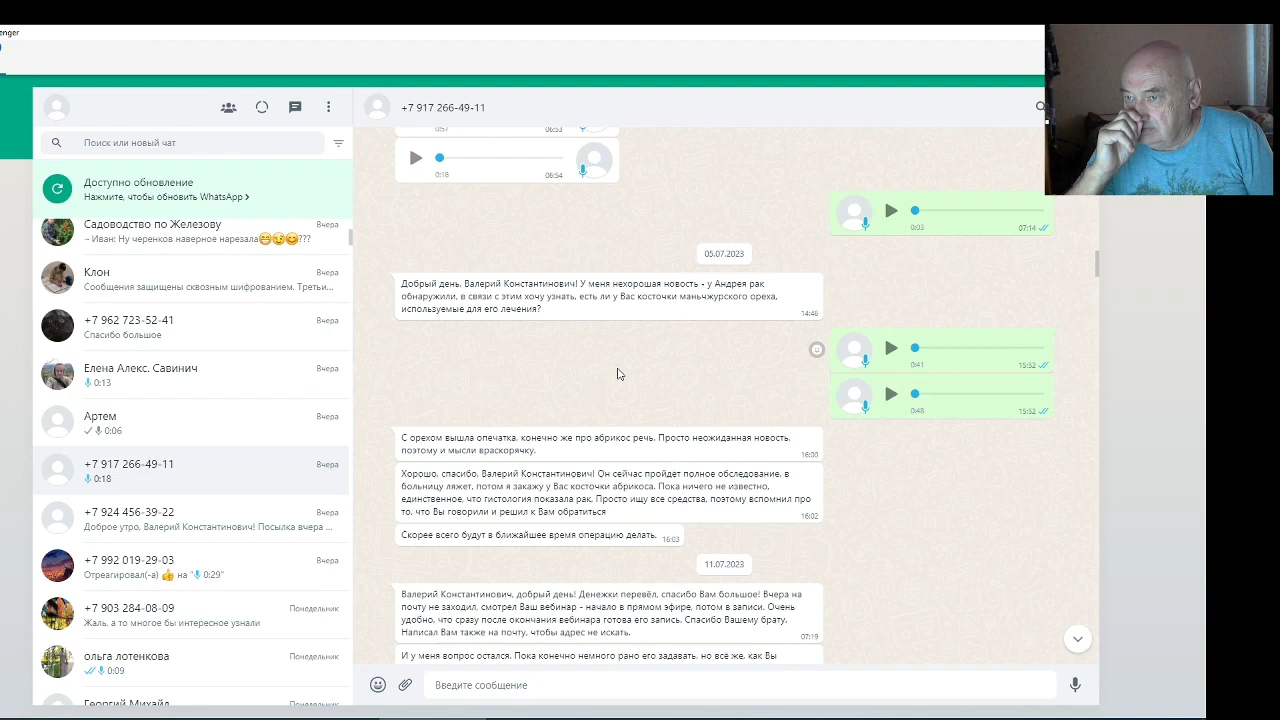 enger
Поиск или новый чат
Доступно обновление
Нажмите, чтобы обновить WhatsApp
Садоводство по Железову
Вчера
~ Иван: Ну черенков наверное нарезала😁😉😊???
Клон
Вчера
Сообщения защищены сквозным шифрованием. Третьи...
+7 962 723-52-41
Вчера
Спасибо большое
Елена Алекс. Савинич
Вчера
0:13
Артем
Вчера
0:06
+7 917 266-49-11
Вчера
0:18
+7 924 456-39-22
Вчера
Доброе утро, Валерий Константинович! Посылка вчера ...
+7 992 019-29-03
Вчера
Отреагировал(-а) 👍 на "0:29"
+7 903 284-08-09
Понедельник
Жаль, а то многое бы интересное узнали
ольга потенкова
Понедельник
0:09
Георгий Михайл
+7 917 266-49-11
0:57
06:53
0:18
06:54
0:03
07:14
05.07.2023
Добрый день, Валерий Константинович! У меня нехорошая новость - у Андрея рак
обнаружили, в связи с этим хочу узнать, есть ли у Вас косточки маньчжурского ореха,
используемые для его лечения?
14:46
0:41
15:52
0:48
15:52
С орехом вышла опечатка, конечно же про абрикос речь. Просто неожиданная новость,
поэтому и мысли враскорячку.
16:00
Хорошо, спасибо, Валерий Константинович! Он сейчас пройдёт полное обследование, в
больницу ляжет, потом я закажу у Вас косточки абрикоса. Пока ничего не известно,
единственное, что гистология показала рак. Просто ищу все средства, поэтому вспомнил про
то, что Вы говорили и решил к Вам обратиться
16:02
Скорее всего будут в ближайшее время операцию делать.
16:03
11.07.2023
Валерий Константинович, добрый день! Денежки перевёл, спасибо Вам большое! Вчера на
почту не заходил, смотрел Ваш вебинар - начало в прямом эфире, потом в записи. Очень
удобно, что сразу после окончания вебинара готова его запись. Спасибо Вашему брату.
Написал Вам также на почту, чтобы адрес не искать.
07:19
И у меня вопрос остался. Пока конечно немного рано его задавать, но всё же, как Вы
Введите сообщение